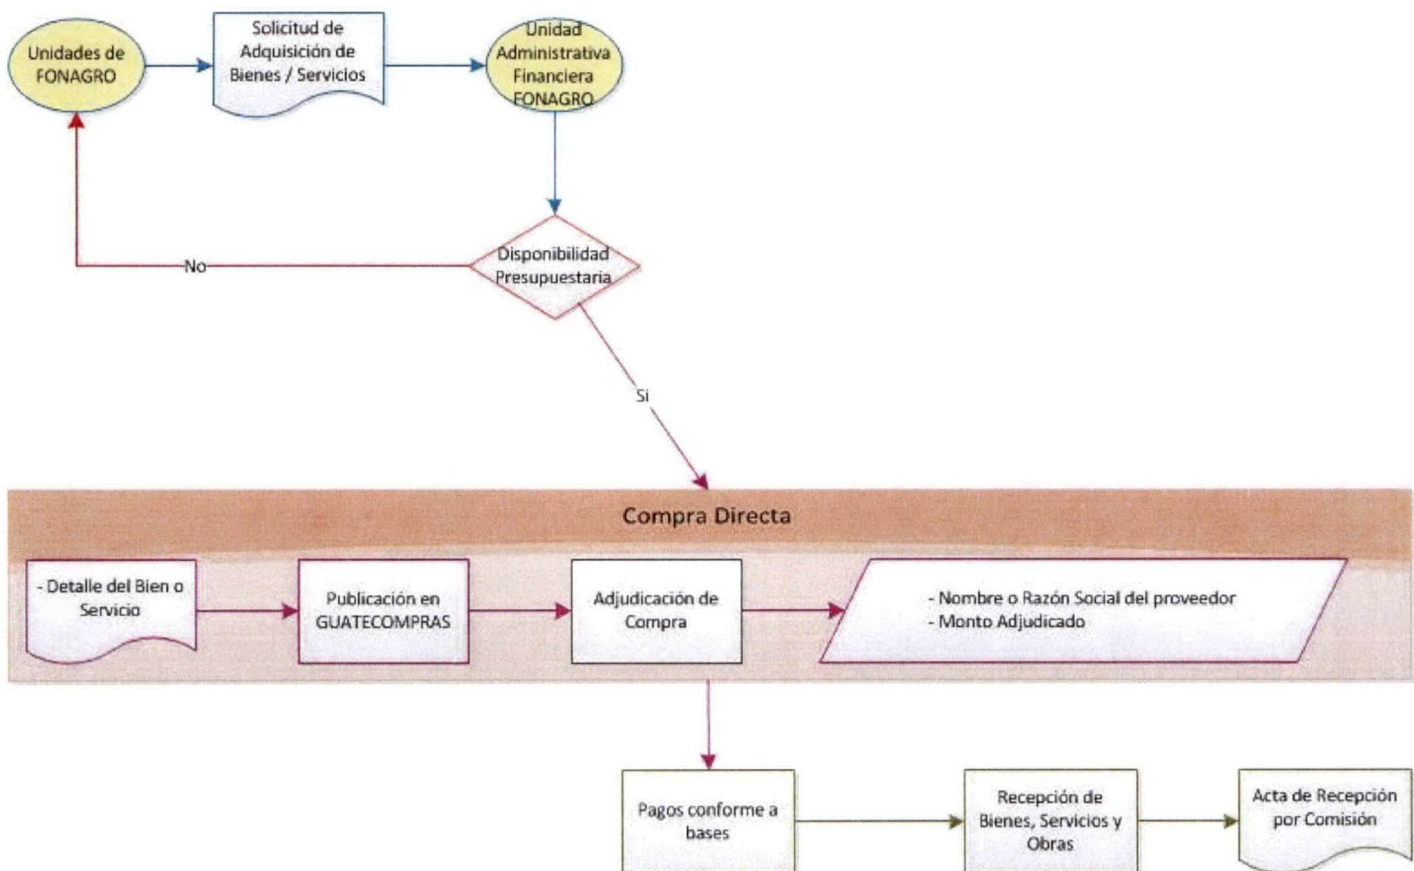 Unidades de
FONAGRO
Solicitud de
Adquisición de
Bienes / Servicios
Unidad
Administrativa
Financiera
FONAGRO
Disponibilidad
Presupuestaria
No
Si
Compra Directa
- Detalle del Bien o
Servicio
Publicación en
GUATECOMPRAS
Adjudicación de
Compra
- Nombre o Razón Social del proveedor
- Monto Adjudicado
Pagos conforme a
bases
Recepción de
Bienes, Servicios y
Obras
Acta de Recepción
por Comisión